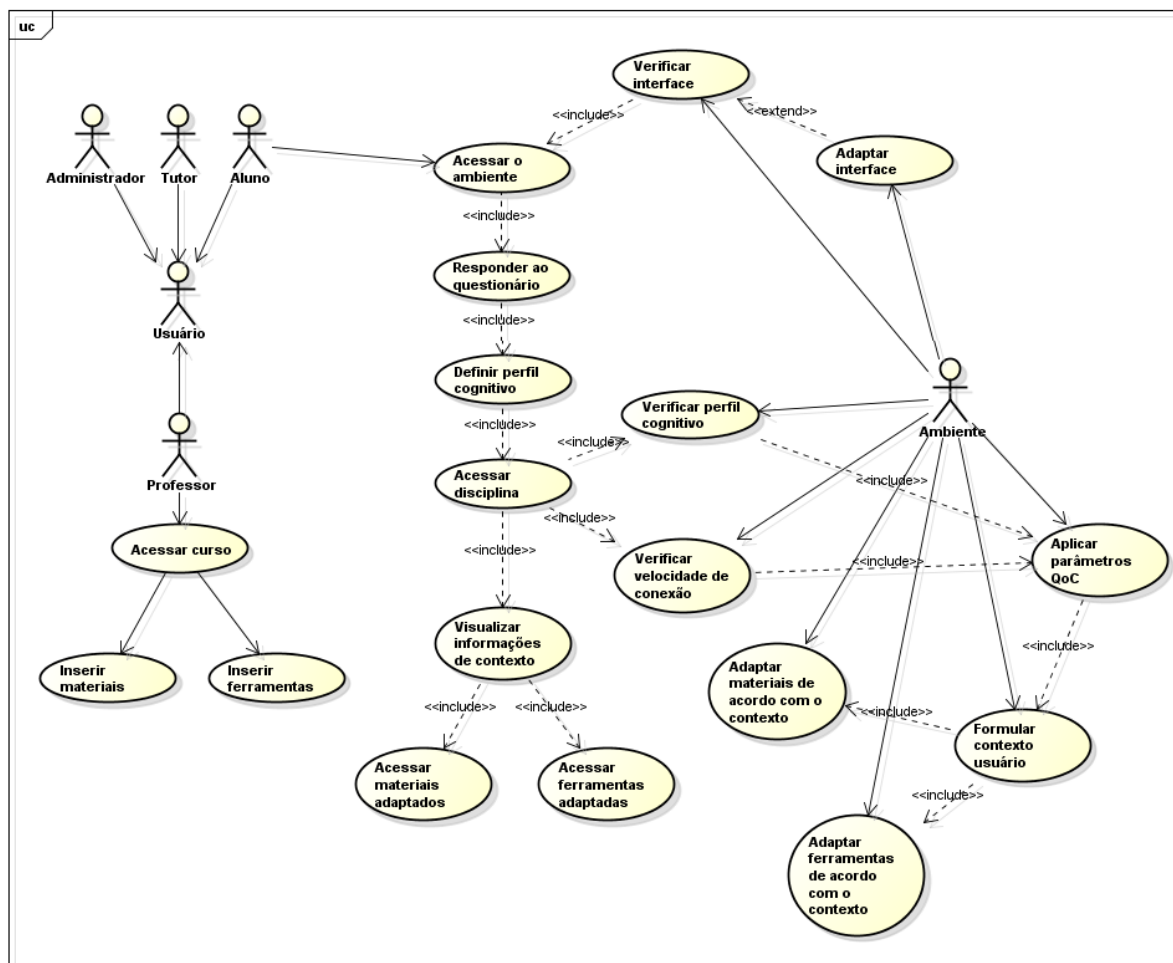 uc
Verificar
interface
<<include>>
<<extend>>
Administrador
Tutor
Aluno
Acessar o
ambiente
Adaptar
interface
<<include>>
Usuário
Responder ao
questionário
<<include>>
Definir perfil
cognitivo
Verificar perfil
cognitivo
Ambiente
<<include>>
<<include>>
Professor
Acessar
disciplina
<<include>>
<<include>>
Acessar curso
<<include>>
Verificar
velocidade de
conexão
<<include>>
Aplicar
parâmetros
QoC
Visualizar
informações
de contexto
<<include>>
Inserir
materiais
Inserir
ferramentas
Adaptar
materiais de
acordo com o
contexto
<<include>>
<<include>>
<<include>>
Formular
contexto
usuário
Acessar
materiais
adaptados
Acessar
ferramentas
adaptadas
<<include>>
Adaptar
ferramentas
de acordo
com o
contexto